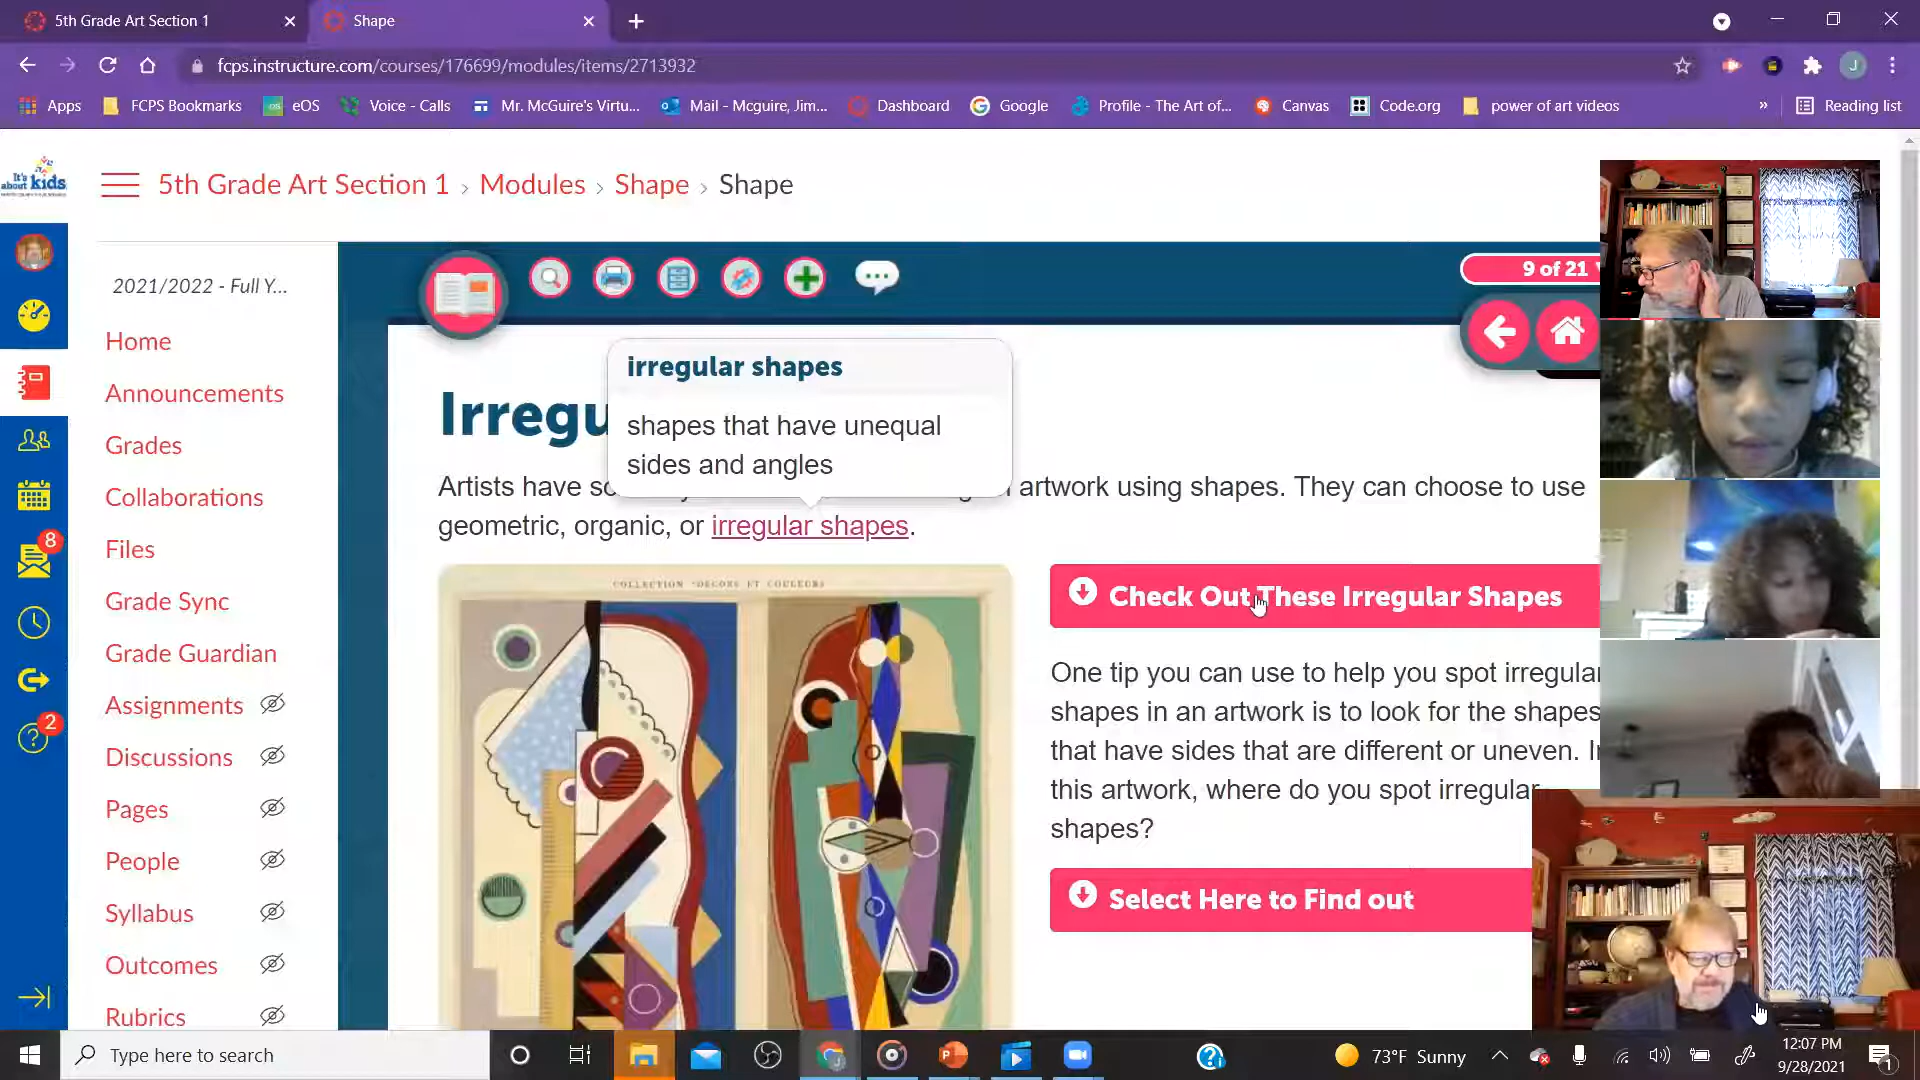 5th Grade Art Section 1
Shape
fcps.instructure.com/courses/176699/modules/items/2713932
J
Apps
FCPS Bookmarks
eOS
Voice - Calls
Mr. McGuire's Virtu...
Mail - Mcguire, Jim...
Dashboard
Google
Profile - The Art of...
Canvas
Code.org
power of art videos
»
Reading list
It's about kids
5th Grade Art Section 1 > Modules > Shape > Shape
2021/2022 - Full Y...
Home
Announcements
Grades
Collaborations
Files
Grade Sync
Grade Guardian
Assignments
Discussions
Pages
People
Syllabus
Outcomes
Rubrics
8
2
9 of 21
irregular shapes
shapes that have unequal
sides and angles
Irregu
Artists have so
artwork using shapes. They can choose to use
geometric, organic, or irregular shapes.
COLLECTION "DECORS ET COULEURS
Check Out These Irregular Shapes
One tip you can use to help you spot irregular
shapes in an artwork is to look for the shapes
that have sides that are different or uneven. I
this artwork, where do you spot irregular
shapes?
Select Here to Find out
Type here to search
73°F Sunny
12:07 PM
9/28/2021
1